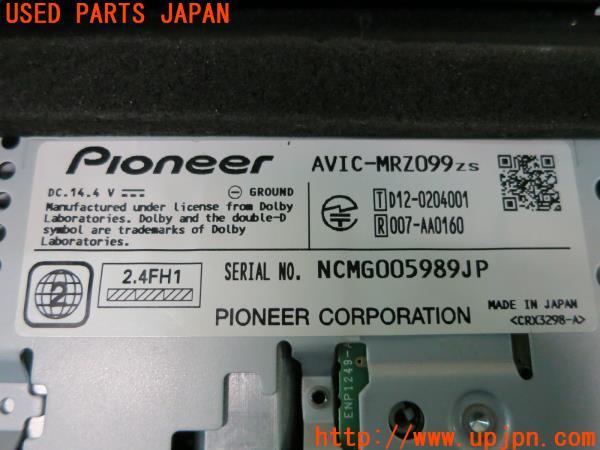 USED PARTS JAPAN
Pioneer
AVIC-MRZ099zs
DC.14.4 V
GROUND
Manufactured under license from Dolby
Laboratories. Dolby and the double-D
symbol are trademarks of Dolby
Laboratories.
T D12-0204001
R 007-AA0160
2
2.4FH1
SERIAL NO. NCMG005989JP
PIONEER CORPORATION
MADE IN JAPAN
<CRX3298-A>
ENP1249-
www.upjpn.com